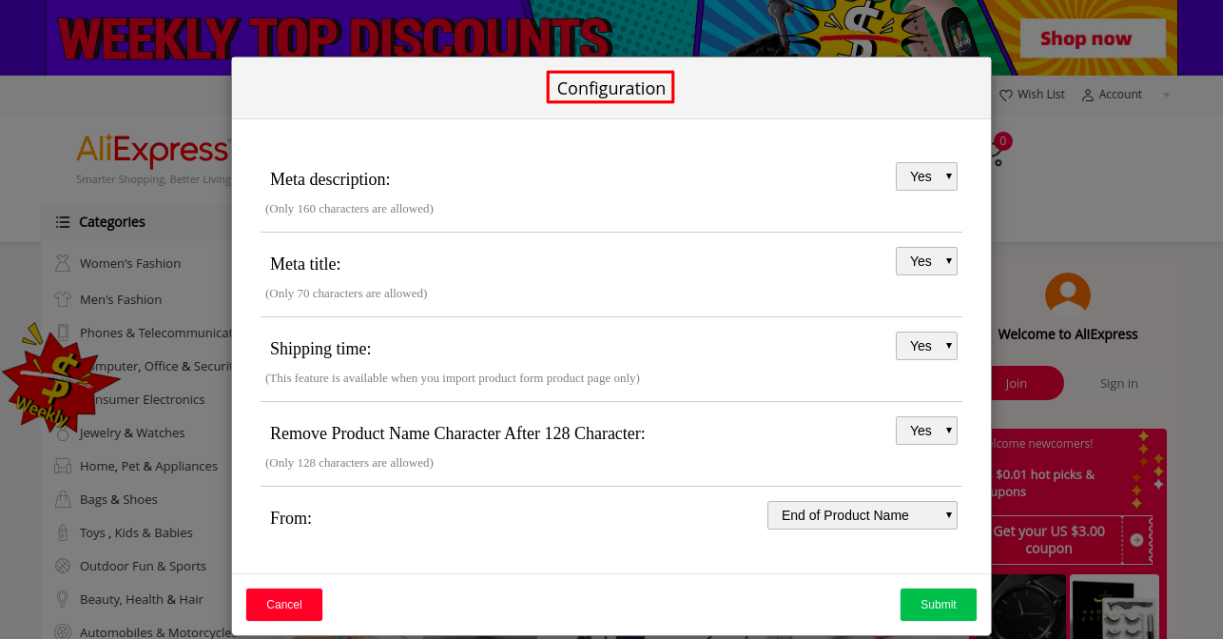 WEEKLY TOP DISCOUNTS
Shop now
Configuration
Wish List
Account
AliExpress
0
Smarter Shopping, Better Living
Meta description:
Yes
(Only 160 characters are allowed)
Categories
Women's Fashion
Meta title:
Yes
(Only 70 characters are allowed)
Men's Fashion
Phones & Telecommunicat
Welcome to AliExpress
Shipping time:
Yes
(This feature is available when you import product form product page only)
omputer, Office & Securit
Join
Sign in
Weekly
nsumer Electronics
Jewelry & Watches
Remove Product Name Character After 128 Character:
Yes
(Only 128 characters are allowed)
lcome newcomers!
Home, Pet & Appliances
$0.01 hot picks &
upons
Bags & Shoes
From:
End of Product Name
Toys , Kids & Babies
Get your US $3.00
coupon
Outdoor Fun & Sports
Beauty, Health & Hair
Cancel
Submit
Automobiles & Motorcycle